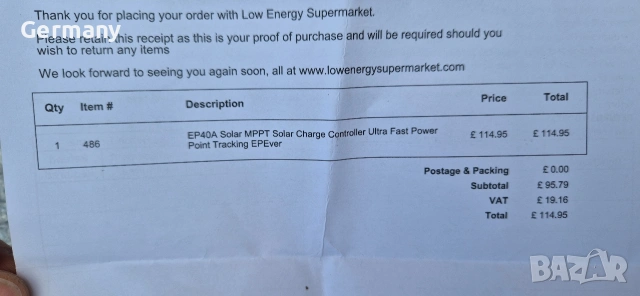 Thank you for placing your order with Low Energy Supermarket.
Germany
Please retain this receipt as this is your proof of purchase and will be required should you
wish to return any items
We look forward to seeing you again soon, all at www.lowenergysupermarket.com
Qty Item # Description Price Total
1 486 EP40A Solar MPPT Solar Charge Controller Ultra Fast Power £ 114.95 £ 114.95
Point Tracking EPEver
Postage & Packing £ 0.00
Subtotal £ 95.79
VAT £ 19.16
Total £ 114.95
BAZAR
bg